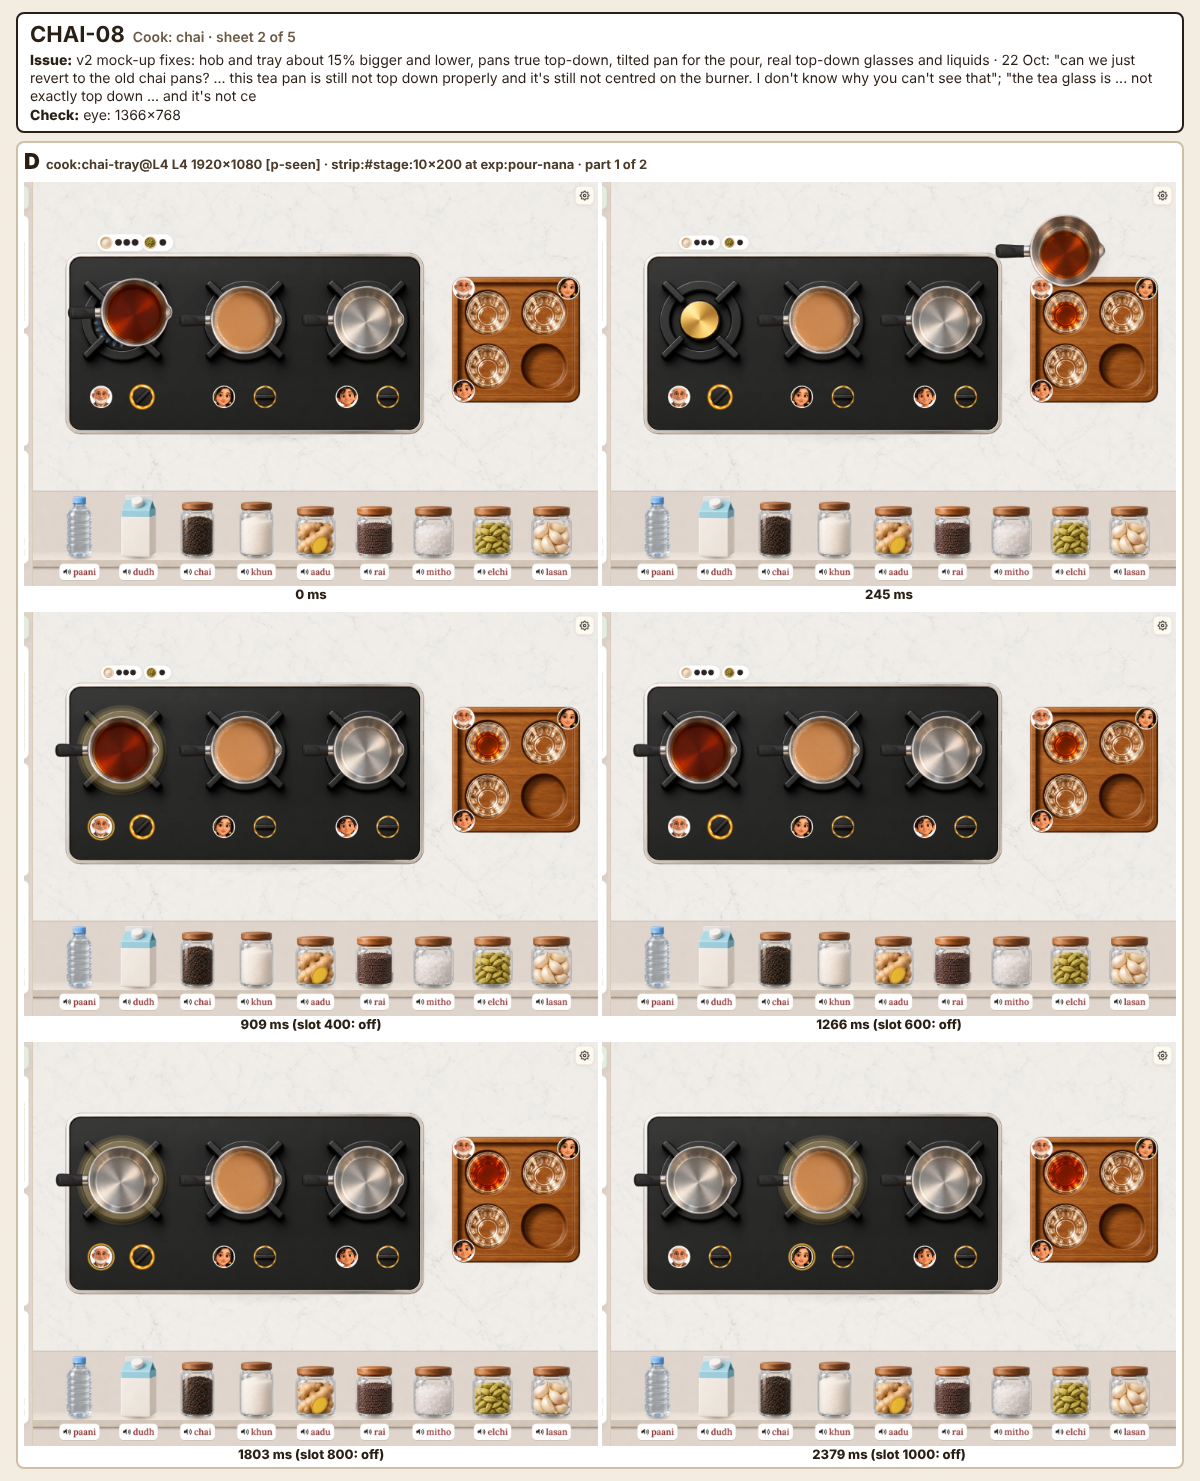 CHAI-08 Cook: chai · sheet 2 of 5
Issue: v2 mock-up fixes: hob and tray about 15% bigger and lower, pans true top-down, tilted pan for the pour, real top-down glasses and liquids · 22 Oct: "can we just
revert to the old chai pans? ... this tea pan is still not top down properly and it's still not centred on the burner. I don't know why you can't see that"; "the tea glass is ... not
exactly top down ... and it's not ce
Check: eye: 1366×768
D cook:chai-tray@L4 L4 1920×1080 [p-seen] · strip:#stage:10×200 at exp:pour-nana · part 1 of 2
paani dudh chai khun aadu rai mitho elchi lasan
paani dudh chai khun aadu rai mitho elchi lasan
0 ms
245 ms
paani dudh chai khun aadu rai mitho elchi lasan
paani dudh chai khun aadu rai mitho elchi lasan
909 ms (slot 400: off)
1266 ms (slot 600: off)
paani dudh chai khun aadu rai mitho elchi lasan
paani dudh chai khun aadu rai mitho elchi lasan
1803 ms (slot 800: off)
2379 ms (slot 1000: off)